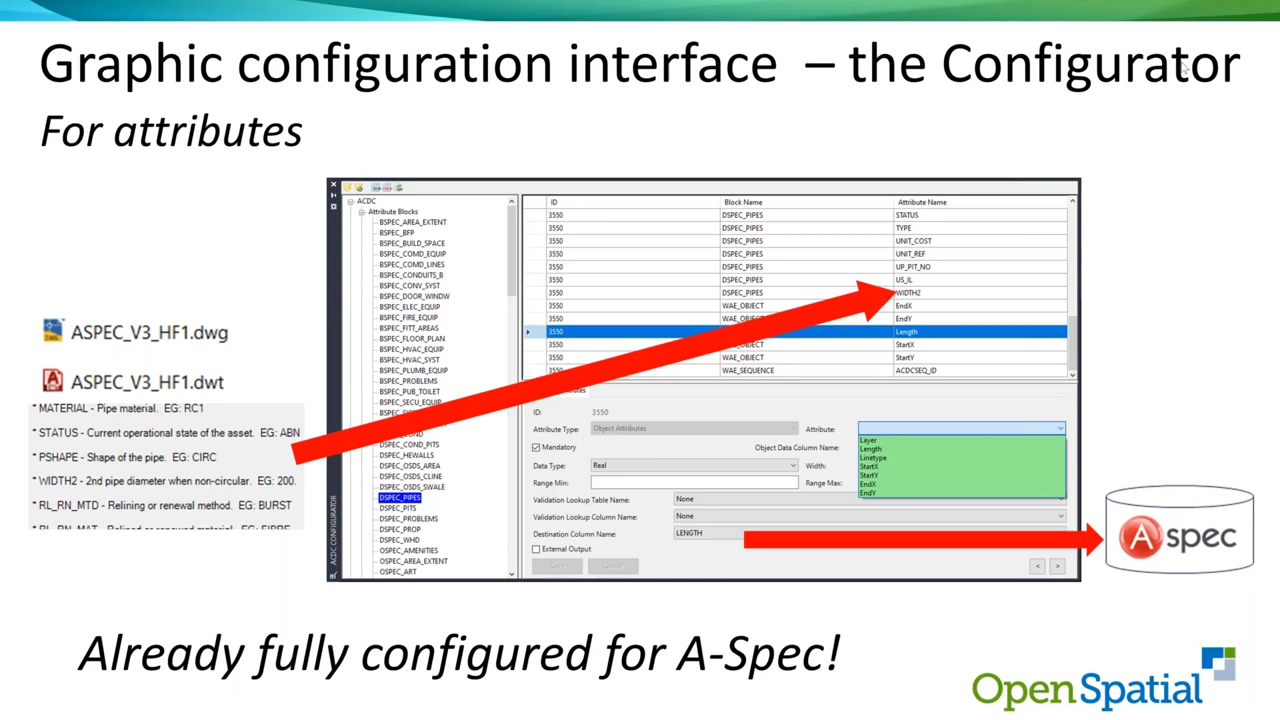 Graphic configuration interface – the Configurator
For attributes
ASPEC_V3_HF1.dwg
ASPEC_V3_HF1.dwt
* MATERIAL - Pipe material. EG: RC1
* STATUS - Current operational state of the asset. EG: ABN
* PSHAPE - Shape of the pipe. EG: CIRC
* WIDTH2 - 2nd pipe diameter when non-circular. EG: 200.
* RL_RN_MTD - Relining or renewal method. EG: BURST
ACDC CONFIGURATOR
ACDC
Attribute Blocks
BSPEC_AREA_EXTENT
BSPEC_BFP
BSPEC_BUILD_SPACE
BSPEC_COMD_EQUIP
BSPEC_COMD_LINES
BSPEC_CONDUITS_B
BSPEC_CONV_SYST
BSPEC_DOOR_WINDW
BSPEC_ELEC_EQUIP
BSPEC_FIRE_EQUIP
BSPEC_FITT_AREAS
BSPEC_FLOOR_PLAN
BSPEC_HVAC_EQUIP
BSPEC_HVAC_SYST
BSPEC_PLUMB_EQUIP
BSPEC_PROBLEMS
BSPEC_PUB_TOILET
BSPEC_SECU_EQUIP
DSPEC_COND_PITS
DSPEC_HEWALLS
DSPEC_OSDS_AREA
DSPEC_OSDS_CLINE
DSPEC_OSDS_SWALE
DSPEC_PIPES
DSPEC_PITS
DSPEC_PROBLEMS
DSPEC_PROP
DSPEC_WHD
OSPEC_AMENITIES
OSPEC_AREA_EXTENT
OSPEC_ART
ID Block Name Attribute Name
3550 DSPEC_PIPES STATUS
3550 DSPEC_PIPES TYPE
3550 DSPEC_PIPES UNIT_COST
3550 DSPEC_PIPES UNIT_REF
3550 DSPEC_PIPES UP_PIT_NO
3550 DSPEC_PIPES US_IL
3550 DSPEC_PIPES WIDTH2
3550 WAE_OBJECT EndX
3550 WAE_OBJECT EndY
3550 Length
3550 StartX
3550 WAE_OBJECT StartY
3550 WAE_SEQUENCE ACDCSEQ_ID
ID: 3550
Attribute Type: Object Attributes Attribute:
Mandatory Object Data Column Name:
Data Type: Real Width:
Range Min: Range Max:
Layer
Length
Linetype
StartX
StartY
EndX
EndY
Validation Lookup Table Name: None
Validation Lookup Column Name: None
Destination Column Name: LENGTH
External Output
Save Cancel < >
A spec
Already fully configured for A-Spec!
Open Spatial